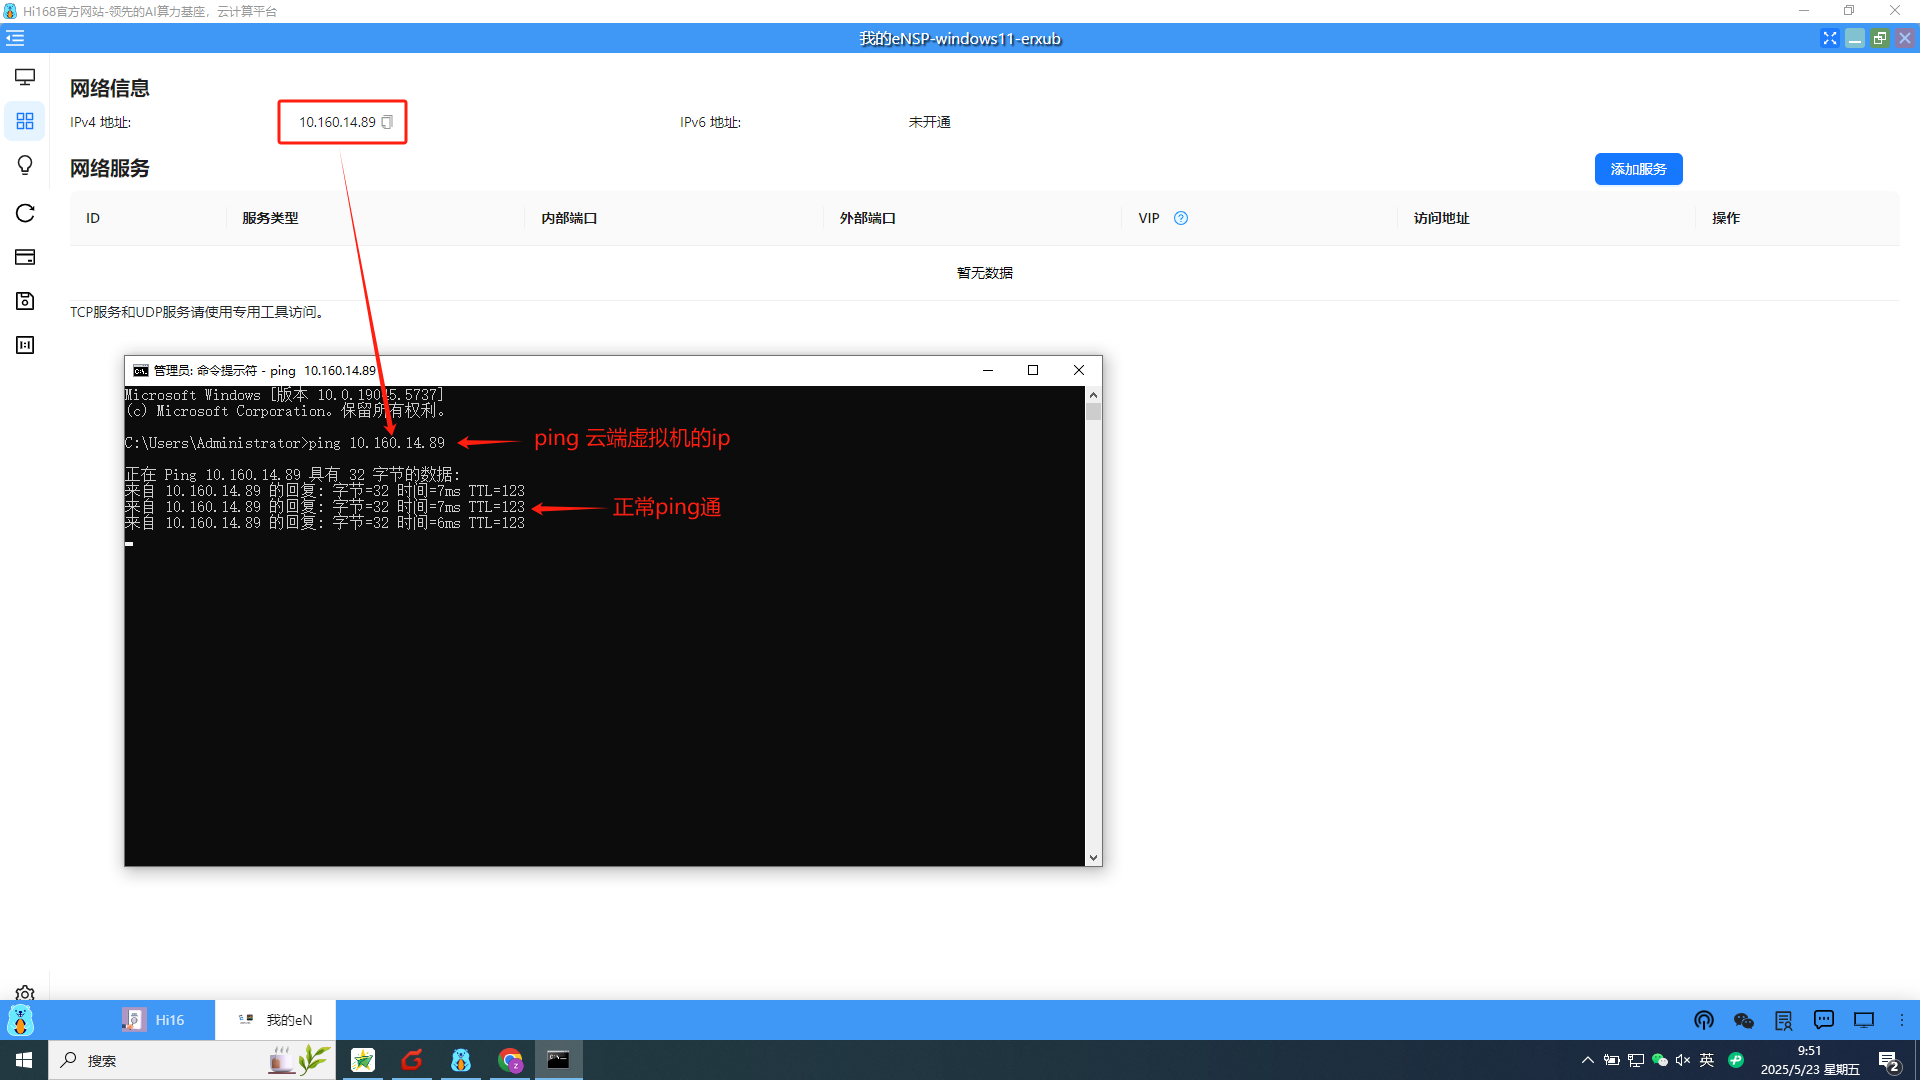 Hi168官方网站-领先的AI算力基座，云计算平台
我的eNSP-windows11-erxub
网络信息
IPv4 地址:
10.160.14.89
IPv6 地址:
未开通
网络服务
添加服务
ID
服务类型
内部端口
外部端口
VIP
访问地址
操作
暂无数据
TCP服务和UDP服务请使用专用工具访问。
管理员: 命令提示符 - ping 10.160.14.89
Microsoft Windows [版本 10.0.19045.5737]
(c) Microsoft Corporation。保留所有权利。
C:\Users\Administrator>ping 10.160.14.89
ping 云端虚拟机的ip
正在 Ping 10.160.14.89 具有 32 字节的数据:
来自 10.160.14.89 的回复: 字节=32 时间=7ms TTL=123
来自 10.160.14.89 的回复: 字节=32 时间=7ms TTL=123
正常ping通
来自 10.160.14.89 的回复: 字节=32 时间=6ms TTL=123
Hi16
我的eN
搜索
英
9:51
2025/5/23 星期五
2